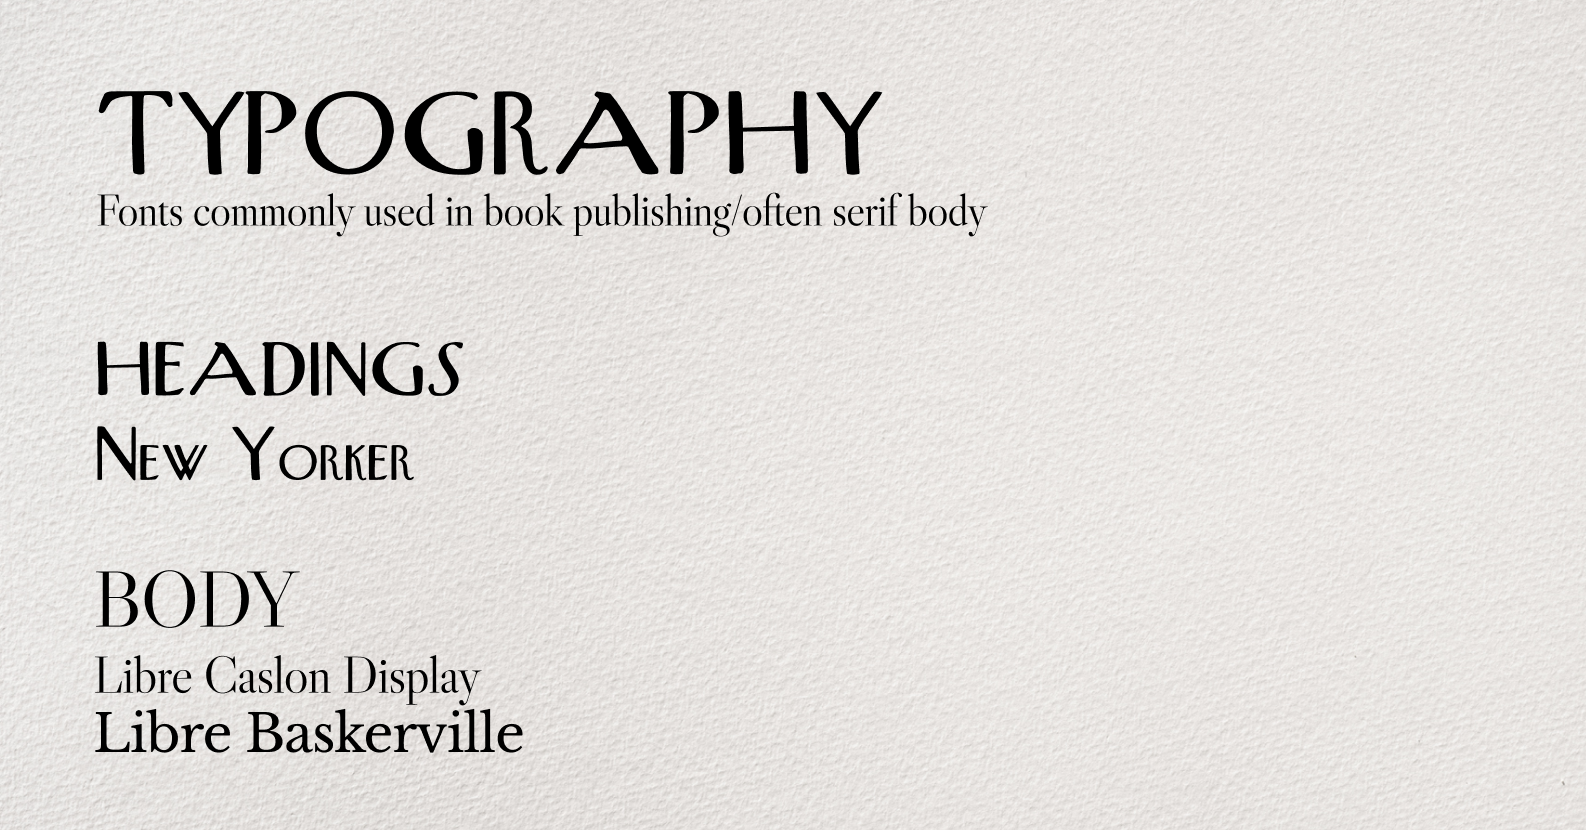 TYPOGRAPHY
Fonts commonly used in book publishing/often serif body
HEADINGS
New Yorker
BODY
Libre Caslon Display
Libre Baskerville